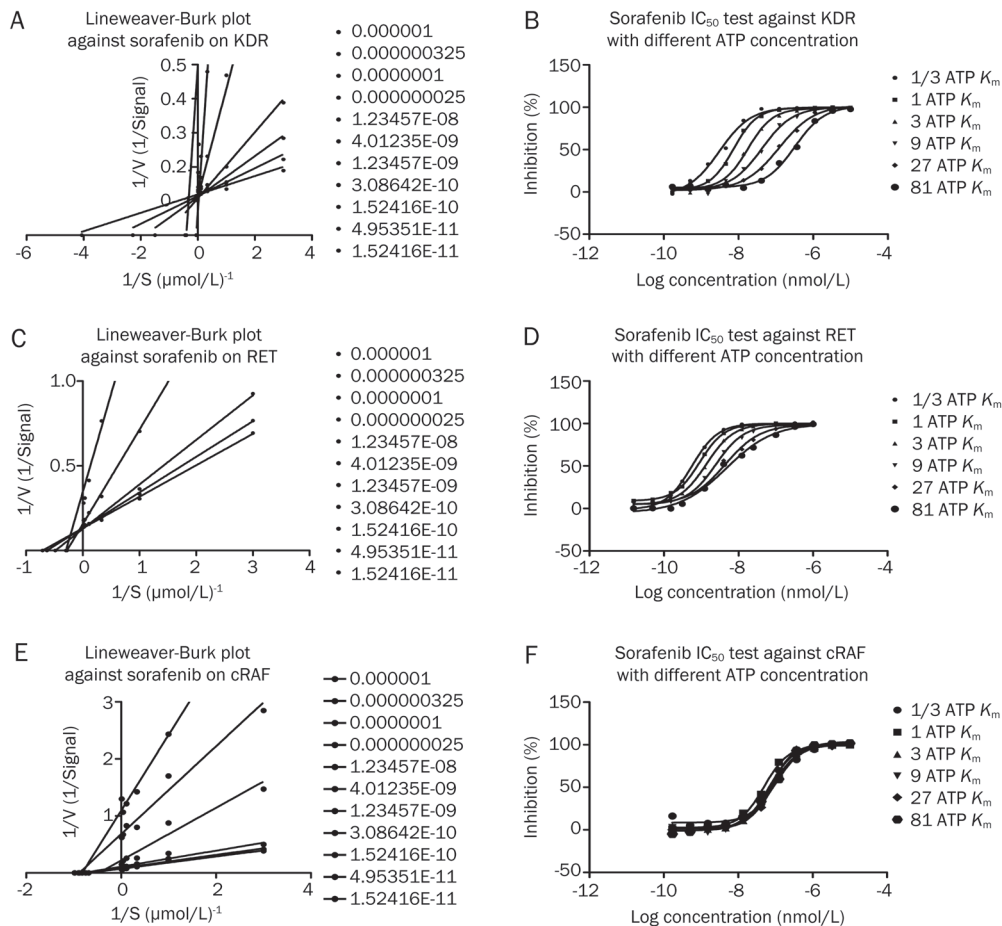 A
Lineweaver-Burk plot
against sorafenib on KDR
1/V (1/Signal)
0.5
0.4
0.3
0.2
0.1
0
-6
-4
-2
0
2
4
1/S (μmol/L)-1
0.000001
0.000000325
0.0000001
0.000000025
1.23457E-08
4.01235E-09
1.23457E-09
3.08642E-10
1.52416E-10
4.95351E-11
1.52416E-11
B
Sorafenib IC50 test against KDR
with different ATP concentration
Inhibition (%)
150
100
50
0
-50
-12
-10
-8
-6
-4
Log concentration (nmol/L)
1/3 ATP Km
1 ATP Km
3 ATP Km
9 ATP Km
27 ATP Km
81 ATP Km
C
Lineweaver-Burk plot
against sorafenib on RET
1/V (1/Signal)
1.0
0.5
-1
0
1
2
3
4
1/S (μmol/L)-1
0.000001
0.000000325
0.0000001
0.000000025
1.23457E-08
4.01235E-09
1.23457E-09
3.08642E-10
1.52416E-10
4.95351E-11
1.52416E-11
D
Sorafenib IC50 test against RET
with different ATP concentration
Inhibition (%)
150
100
50
0
-50
-12
-10
-8
-6
-4
Log concentration (nmol/L)
1/3 ATP Km
1 ATP Km
3 ATP Km
9 ATP Km
27 ATP Km
81 ATP Km
E
Lineweaver-Burk plot
against sorafenib on cRAF
1/V (1/Signal)
3
2
1
-2
0
2
4
1/S (μmol/L)-1
0.000001
0.000000325
0.0000001
0.000000025
1.23457E-08
4.01235E-09
1.23457E-09
3.08642E-10
1.52416E-10
4.95351E-11
1.52416E-11
F
Sorafenib IC50 test against cRAF
with different ATP concentration
Inhibition (%)
150
100
50
0
-50
-12
-10
-8
-6
-4
Log concentration (nmol/L)
1/3 ATP Km
1 ATP Km
3 ATP Km
9 ATP Km
27 ATP Km
81 ATP Km